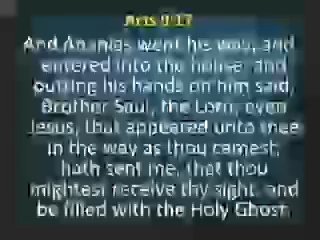 Acts 9:17
And Ananias went his way, and
entered into the house; and
putting his hands on him said,
Brother Saul, the Lord, even
Jesus, that appeared unto thee
in the way as thou camest,
hath sent me, that thou
mightest receive thy sight, and
be filled with the Holy Ghost.